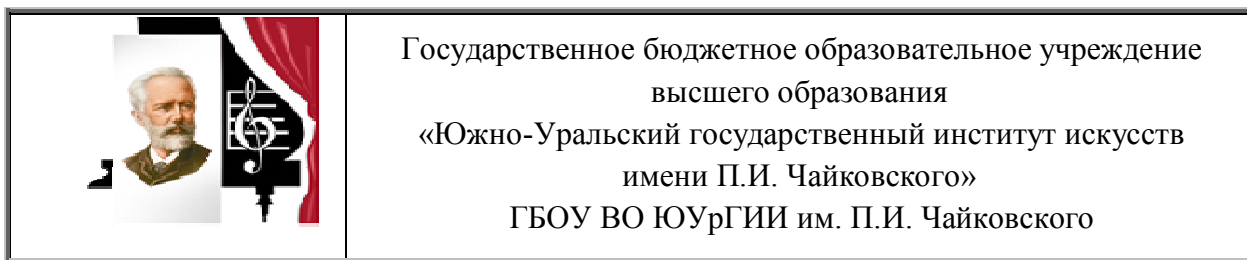 Государственное бюджетное образовательное учреждение
высшего образования
«Южно-Уральский государственный институт искусств
имени П.И. Чайковского»
ГБОУ ВО ЮУрГИИ им. П.И. Чайковского